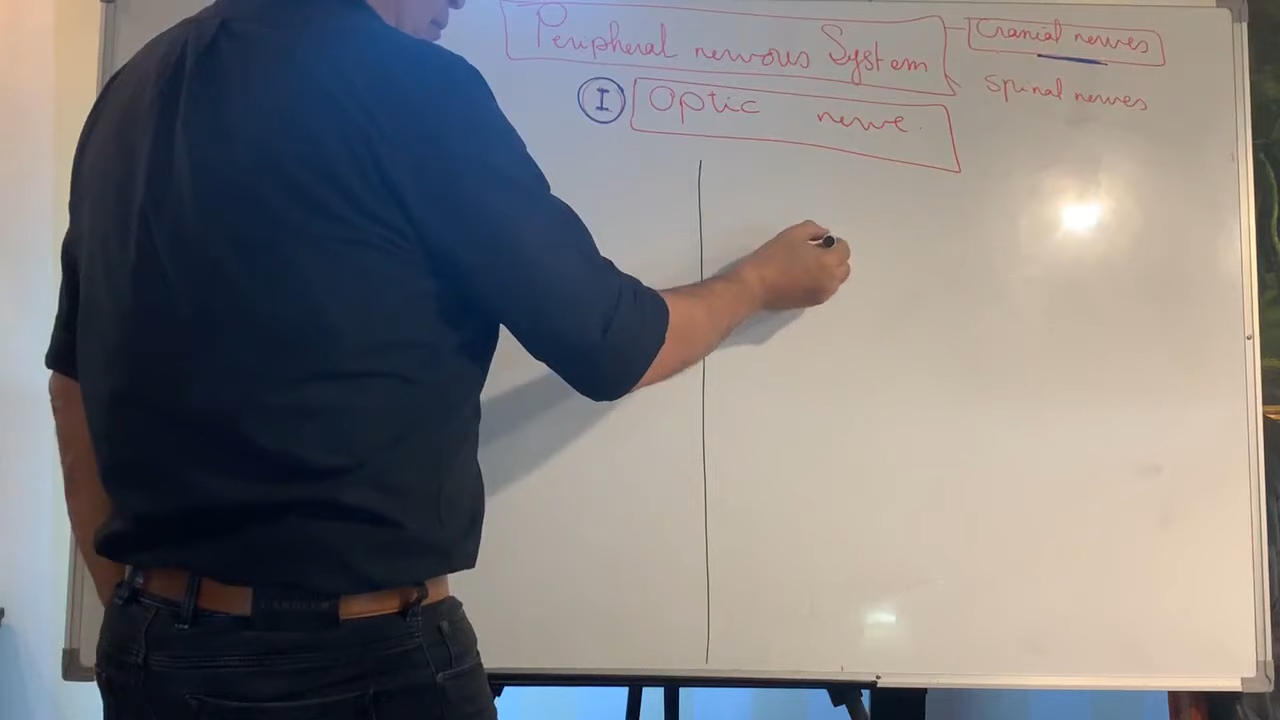 Peripheral nervous System
Cranial nerves
spinal nerves
I Optic nerve.